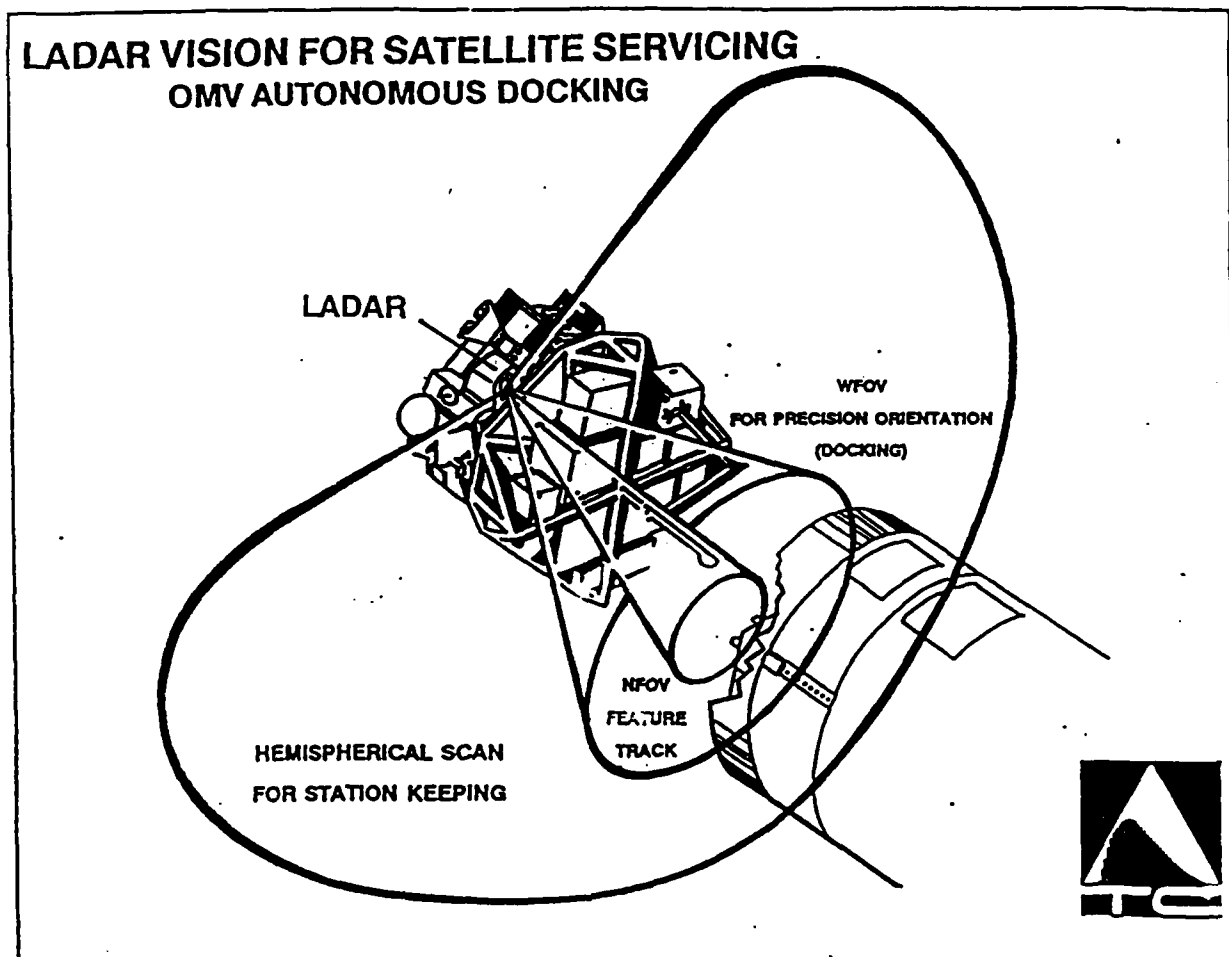 LADAR VISION FOR SATELLITE SERVICING
OMV AUTONOMOUS DOCKING
LADAR
WFOV
FOR PRECISION ORIENTATION
(DOCKING)
NFOV
FEATURE
TRACK
HEMISPHERICAL SCAN
FOR STATION KEEPING
TC